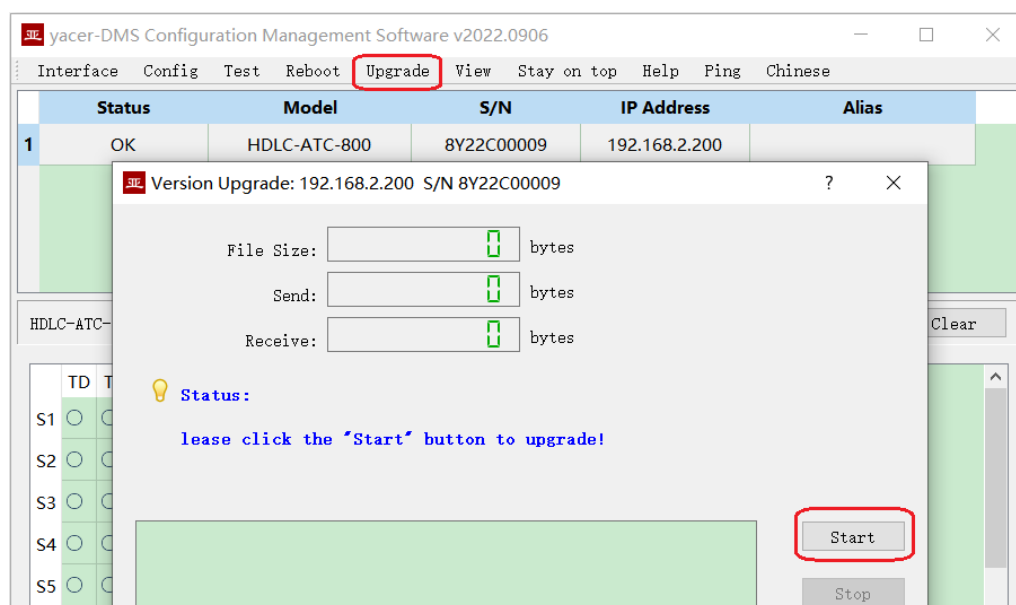 亚 yacer-DMS Configuration Management Software v2022.0906
Interface Config Test Reboot Upgrade View Stay on top Help Ping Chinese
Status Model S/N IP Address Alias
1 OK HDLC-ATC-800 8Y22C00009 192.168.2.200
亚 Version Upgrade: 192.168.2.200 S/N 8Y22C00009 ?
File Size: 0 bytes
Send: 0 bytes
HDLC-ATC- Clear
Receive: 0 bytes
TD T
Status:
S1
lease click the "Start" button to upgrade!
S2
S3
S4 Start
S5 Stop